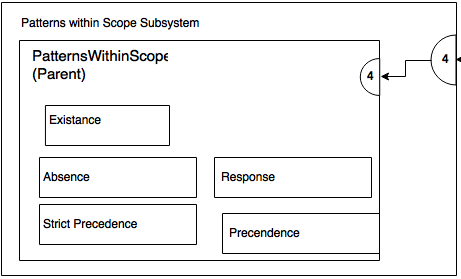 Patterns within Scope Subsystem
PatternsWithinScope
(Parent)
4
4
Existance
Absence
Response
Strict Precedence
Precendence